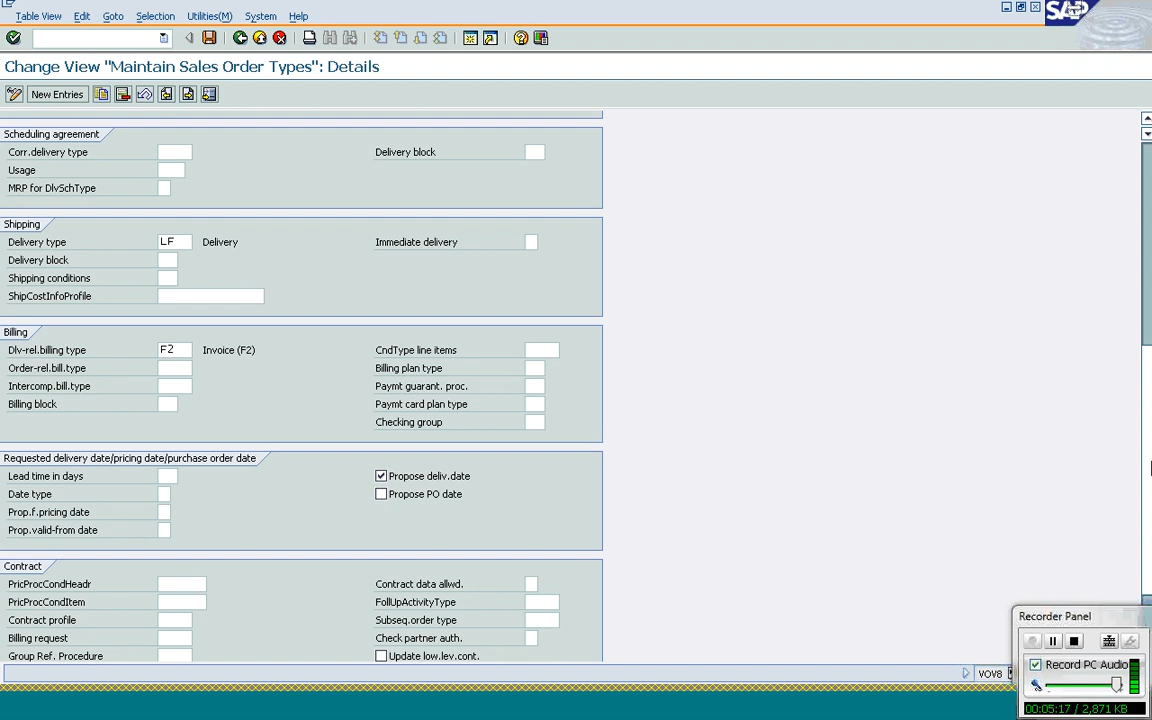 Table View Edit Goto Selection Utilities(M) System Help
SAP
Change View "Maintain Sales Order Types": Details
New Entries
Scheduling agreement
Corr.delivery type Delivery block
Usage
MRP for DlvSchType
Shipping
Delivery type LF Delivery Immediate delivery
Delivery block
Shipping conditions
ShipCostInfoProfile
Billing
Dlv-rel.billing type F2 Invoice (F2) CndType line items
Order-rel.bill.type Billing plan type
Intercomp.bill.type Paymt guarant. proc.
Billing block Paymt card plan type
Checking group
Requested delivery date/pricing date/purchase order date
Lead time in days Propose deliv.date
Date type Propose PO date
Prop.f.pricing date
Prop.valid-from date
Contract
PricProcCondHeadr Contract data allwd.
PricProcCondItem FollUpActivityType
Contract profile Subseq.order type
Billing request Check partner auth.
Group Ref. Procedure Update low.lev.cont.
VOV8
Recorder Panel
Record PC Audio
00:05:17 / 2,871 KB